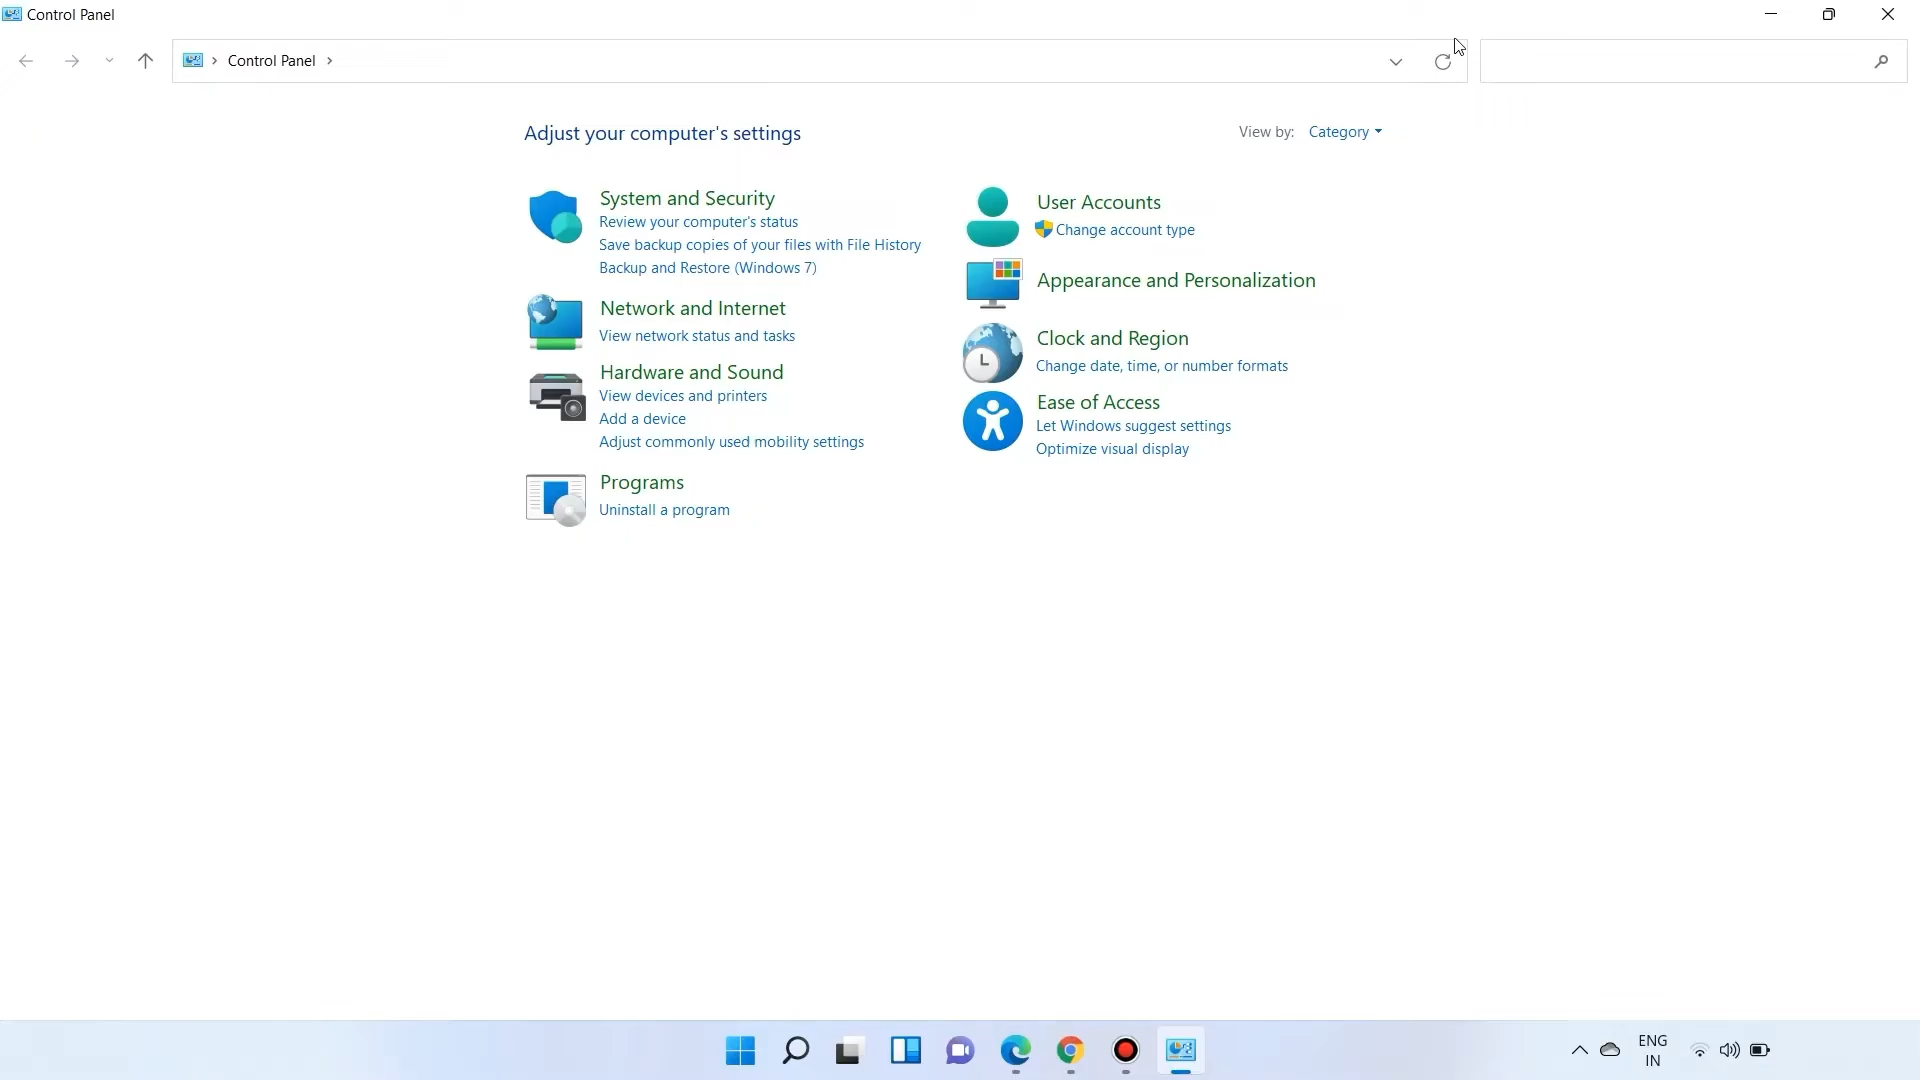 Control Panel
Control Panel
Adjust your computer's settings
View by: Category
System and Security
Review your computer's status
Save backup copies of your files with File History
Backup and Restore (Windows 7)
Network and Internet
View network status and tasks
Hardware and Sound
View devices and printers
Add a device
Adjust commonly used mobility settings
Programs
Uninstall a program
User Accounts
Change account type
Appearance and Personalization
Clock and Region
Change date, time, or number formats
Ease of Access
Let Windows suggest settings
Optimize visual display
ENG
IN